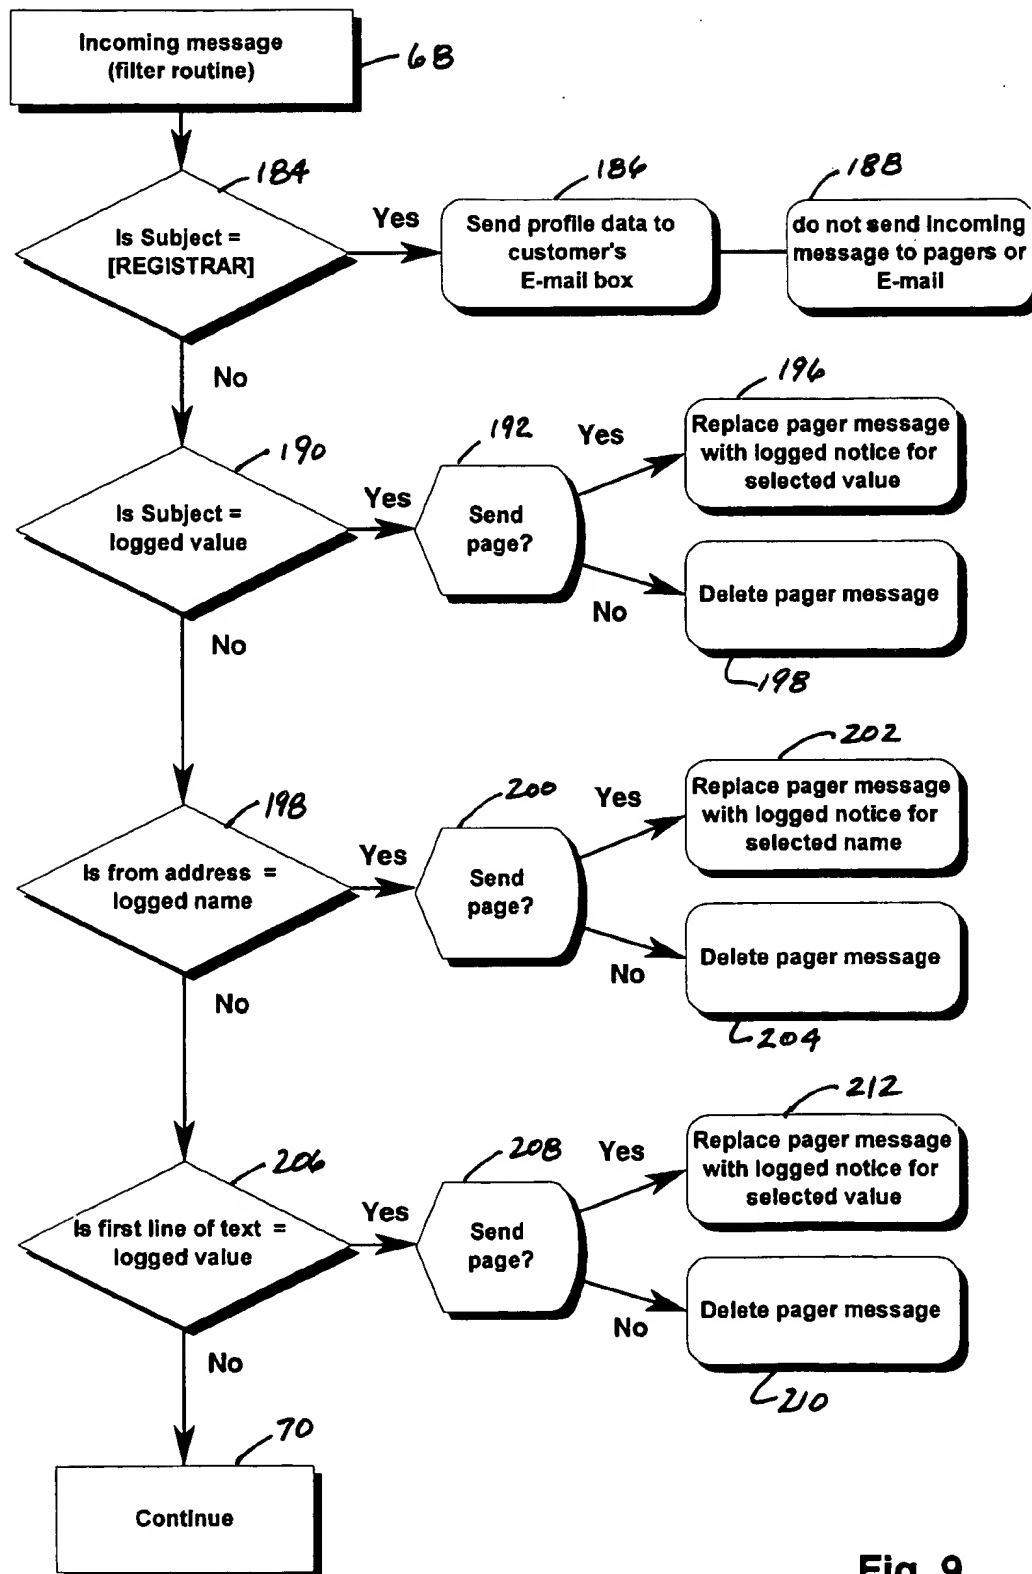 Incoming message
(filter routine)
68
184
Is Subject =
[REGISTRAR]
Yes
186
Send profile data to
customer's
E-mail box
188
do not send incoming
message to pagers or
E-mail
No
190
Is Subject =
logged value
Yes
192
Send
page?
Yes
196
Replace pager message
with logged notice for
selected value
No
Delete pager message
198
No
198
Is from address =
logged name
Yes
200
Send
page?
Yes
202
Replace pager message
with logged notice for
selected name
No
Delete pager message
204
No
206
Is first line of text =
logged value
Yes
208
Send
page?
Yes
212
Replace pager message
with logged notice for
selected value
No
Delete pager message
210
No
70
Continue
Fig. 9